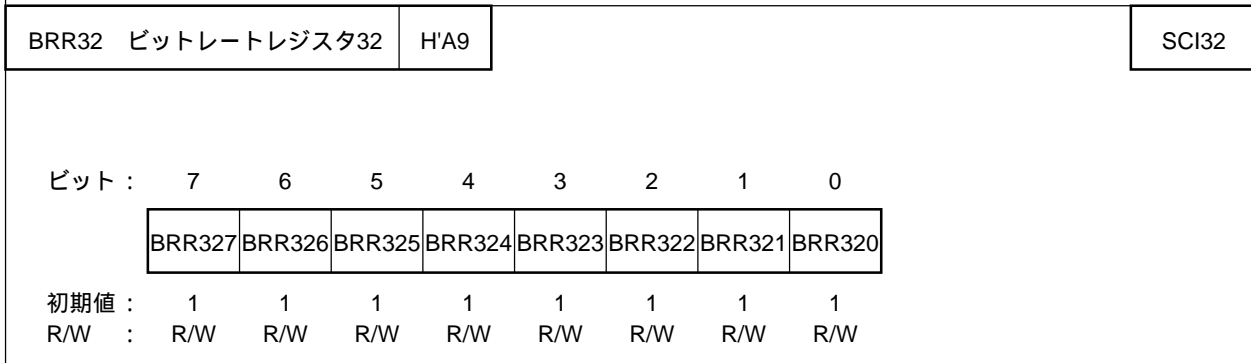 BRR32 ビットレートレジスタ32 H'A9 SCI32
ビット： 7 6 5 4 3 2 1 0
BRR327 BRR326 BRR325 BRR324 BRR323 BRR322 BRR321 BRR320
初期値： 1 1 1 1 1 1 1 1
R/W ： R/W R/W R/W R/W R/W R/W R/W R/W